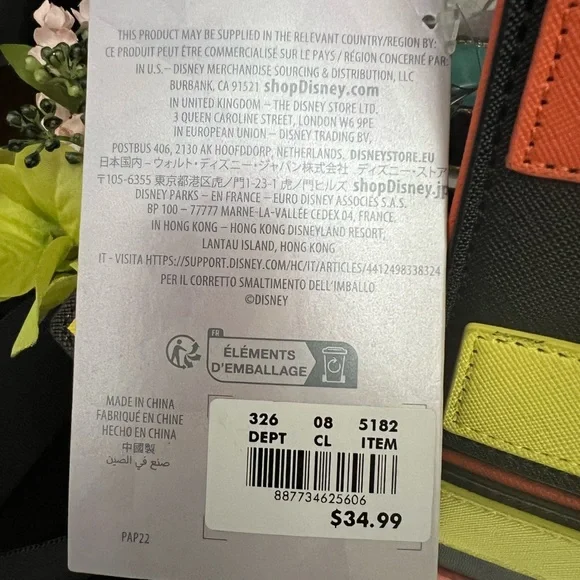 THIS PRODUCT MAY BE SUPPLIED IN THE RELEVANT COUNTRY/REGION BY:
CE PRODUIT PEUT ÊTRE COMMERCIALISÉ SUR LE PAYS / RÉGION CONCERNÉ PAR:
IN U.S.– DISNEY MERCHANDISE SOURCING & DISTRIBUTION, LLC
BURBANK, CA 91521 shopDisney.com
IN UNITED KINGDOM – THE DISNEY STORE LTD.
3 QUEEN CAROLINE STREET, LONDON W6 9PE
IN EUROPEAN UNION – DISNEY TRADING BV,
POSTBUS 406, 2130 AK HOOFDDORP, NETHERLANDS. DISNEYSTORE.EU
日本国内 – ウォルト・ディズニー・ジャパン株会社 ディズニースト
〒105-6355 東京都港区虎ノ門1-23-1 虎ノ門ヒルズ shopDisney.jp
DISNEY PARKS – EN FRANCE – EURO DISNEY ASSOCIÉS S.A.S.
BP 100 – 77777 MARNE-LA-VALLÉE CEDEX 04, FRANCE.
IN HONG KONG – HONG KONG DISNEYLAND RESORT,
LANTAU ISLAND, HONG KONG
IT - VISITA HTTPS://SUPPORT.DISNEY.COM/HC/IT/ARTICLES/4412498338324
PER IL CORRETTO SMALTIMENTO DELL'IMBALLO
©DISNEY
FR
ÉLÉMENTS
D'EMBALLAGE
MADE IN CHINA
FABRIQUÉ EN CHINE
HECHO EN CHINA
中國製
صنع في الصين
326 08 5182
DEPT CL ITEM
887734625606
$34.99
PAP22